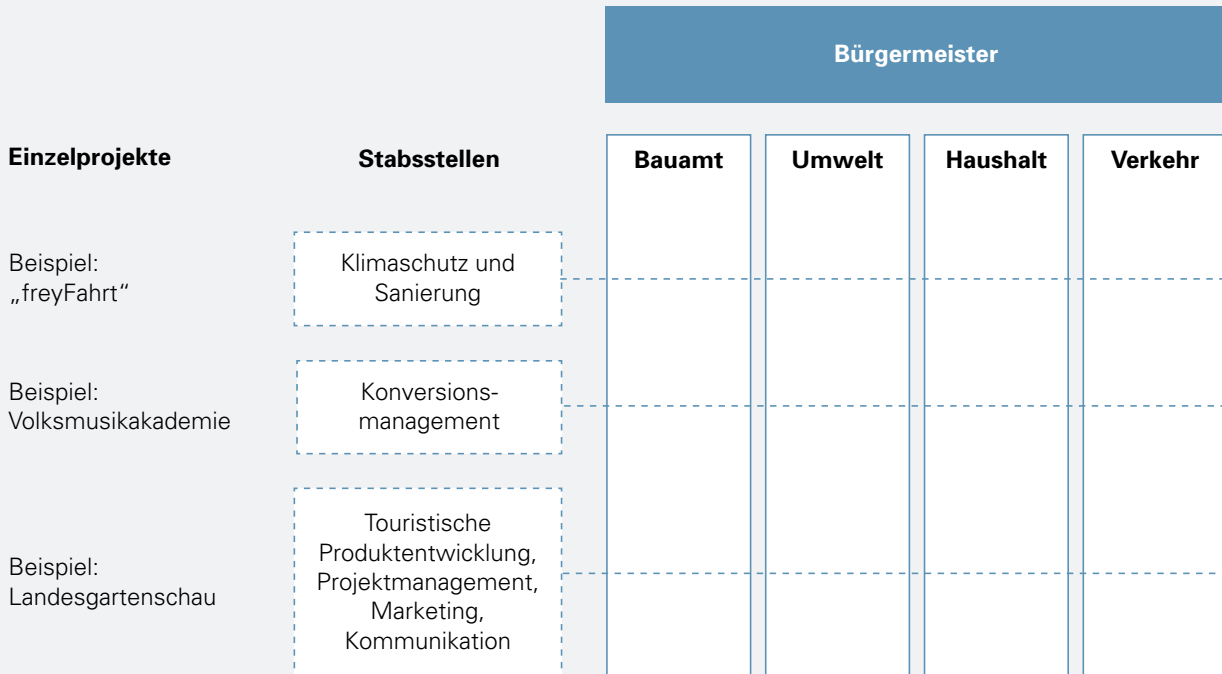 Bürgermeister
Einzelprojekte
Stabsstellen
Bauamt
Umwelt
Haushalt
Verkehr
Beispiel:
„freyFahrt“
Klimaschutz und
Sanierung
Beispiel:
Volksmusikakademie
Konversions-
management
Beispiel:
Landesgartenschau
Touristische
Produktentwicklung,
Projektmanagement,
Marketing,
Kommunikation